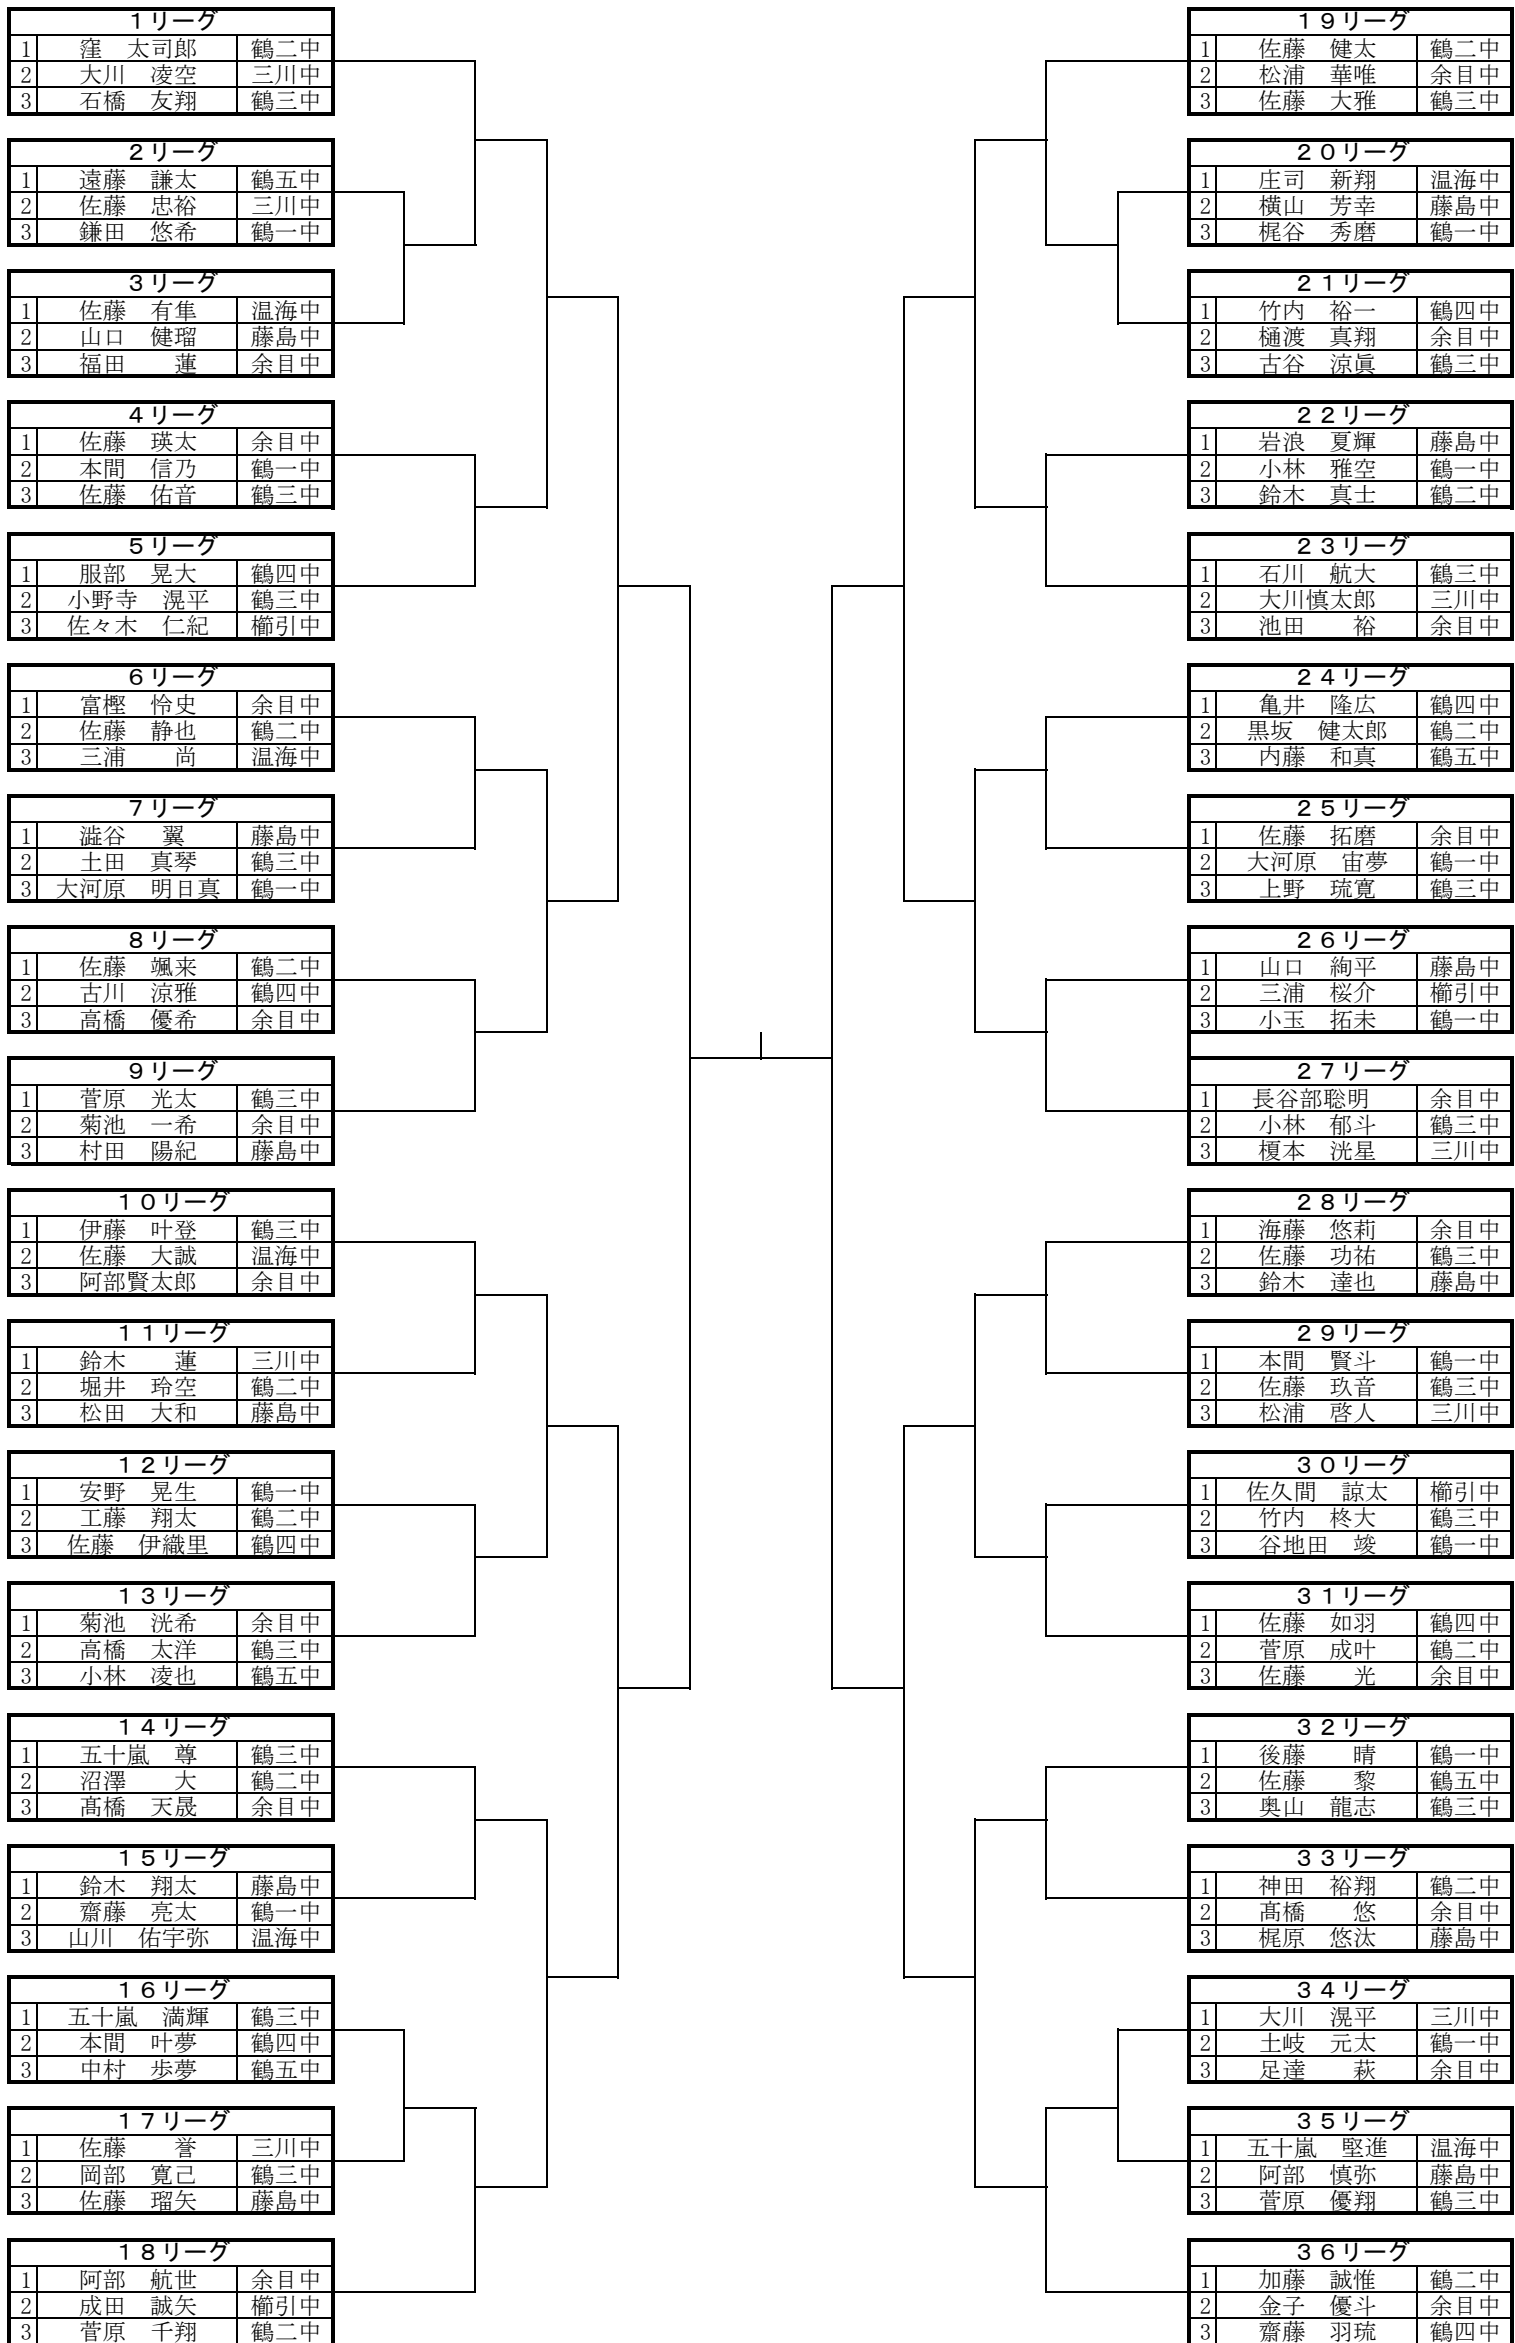 １リーグ
1 窪　太司郎 鶴二中
2 大川　凌空 三川中
3 石橋　友翔 鶴三中
２リーグ
1 遠藤　謙太 鶴五中
2 佐藤　忠裕 三川中
3 鎌田　悠希 鶴一中
３リーグ
1 佐藤　有隼 温海中
2 山口　健瑠 藤島中
3 福田　　蓮 余目中
４リーグ
1 佐藤　瑛太 余目中
2 本間　信乃 鶴一中
3 佐藤　佑音 鶴三中
５リーグ
1 服部　晃大 鶴四中
2 小野寺　滉平 鶴三中
3 佐々木　仁紀 櫛引中
６リーグ
1 富樫　怜史 余目中
2 佐藤　静也 鶴二中
3 三浦　　尚 温海中
７リーグ
1 澁谷　翼 藤島中
2 土田　真琴 鶴三中
3 大河原　明日真 鶴一中
８リーグ
1 佐藤　颯来 鶴二中
2 古川　涼雅 鶴四中
3 高橋　優希 余目中
９リーグ
1 菅原　光太 鶴三中
2 菊池　一希 余目中
3 村田　陽紀 藤島中
１０リーグ
1 伊藤　叶登 鶴三中
2 佐藤　大誠 温海中
3 阿部賢太郎 余目中
１１リーグ
1 鈴木　　蓮 三川中
2 堀井　玲空 鶴二中
3 松田　大和 藤島中
１２リーグ
1 安野　晃生 鶴一中
2 工藤　翔太 鶴二中
3 佐藤　伊織里 鶴四中
１３リーグ
1 菊池　洸希 余目中
2 高橋　太洋 鶴三中
3 小林　凌也 鶴五中
１４リーグ
1 五十嵐　尊 鶴三中
2 沼澤　　大 鶴二中
3 髙橋　天晟 余目中
１５リーグ
1 鈴木　翔太 藤島中
2 齋藤　亮太 鶴一中
3 山川　佑宇弥 温海中
１６リーグ
1 五十嵐　満輝 鶴三中
2 本間　叶夢 鶴四中
3 中村　歩夢 鶴五中
１７リーグ
1 佐藤　　誉 三川中
2 岡部　寛己 鶴三中
3 佐藤　瑠矢 藤島中
１８リーグ
1 阿部　航世 余目中
2 成田　誠矢 櫛引中
3 菅原　千翔 鶴二中
１９リーグ
1 佐藤　健太 鶴二中
2 松浦　華唯 余目中
3 佐藤　大雅 鶴三中
２０リーグ
1 庄司　新翔 温海中
2 横山　芳幸 藤島中
3 梶谷　秀磨 鶴一中
２１リーグ
1 竹内　裕一 鶴四中
2 樋渡　真翔 余目中
3 古谷　涼眞 鶴三中
２２リーグ
1 岩浪　夏輝 藤島中
2 小林　雅空 鶴一中
3 鈴木　真士 鶴二中
２３リーグ
1 石川　航大 鶴三中
2 大川慎太郎 三川中
3 池田　　裕 余目中
２４リーグ
1 亀井　隆広 鶴四中
2 黒坂　健太郎 鶴二中
3 内藤　和真 鶴五中
２５リーグ
1 佐藤　拓磨 余目中
2 大河原　宙夢 鶴一中
3 上野　琉寛 鶴三中
２６リーグ
1 山口　絢平 藤島中
2 三浦　桜介 櫛引中
3 小玉　拓未 鶴一中
２７リーグ
1 長谷部聡明 余目中
2 小林　郁斗 鶴三中
3 榎本　洸星 三川中
２８リーグ
1 海藤　悠莉 余目中
2 佐藤　功祐 鶴三中
3 鈴木　達也 藤島中
２９リーグ
1 本間　賢斗 鶴一中
2 佐藤　玖音 鶴三中
3 松浦　啓人 三川中
３０リーグ
1 佐久間　諒太 櫛引中
2 竹内　柊大 鶴三中
3 谷地田　竣 鶴一中
３１リーグ
1 佐藤　如羽 鶴四中
2 菅原　成叶 鶴二中
3 佐藤　　光 余目中
３２リーグ
1 後藤　　晴 鶴一中
2 佐藤　　黎 鶴五中
3 奥山　龍志 鶴三中
３３リーグ
1 神田　裕翔 鶴二中
2 髙橋　　悠 余目中
3 梶原　悠汰 藤島中
３４リーグ
1 大川　滉平 三川中
2 土岐　元太 鶴一中
3 足達　　萩 余目中
３５リーグ
1 五十嵐　堅進 温海中
2 阿部　慎弥 藤島中
3 菅原　優翔 鶴三中
３６リーグ
1 加藤　誠惟 鶴二中
2 金子　優斗 余目中
3 齋藤　羽琉 鶴四中